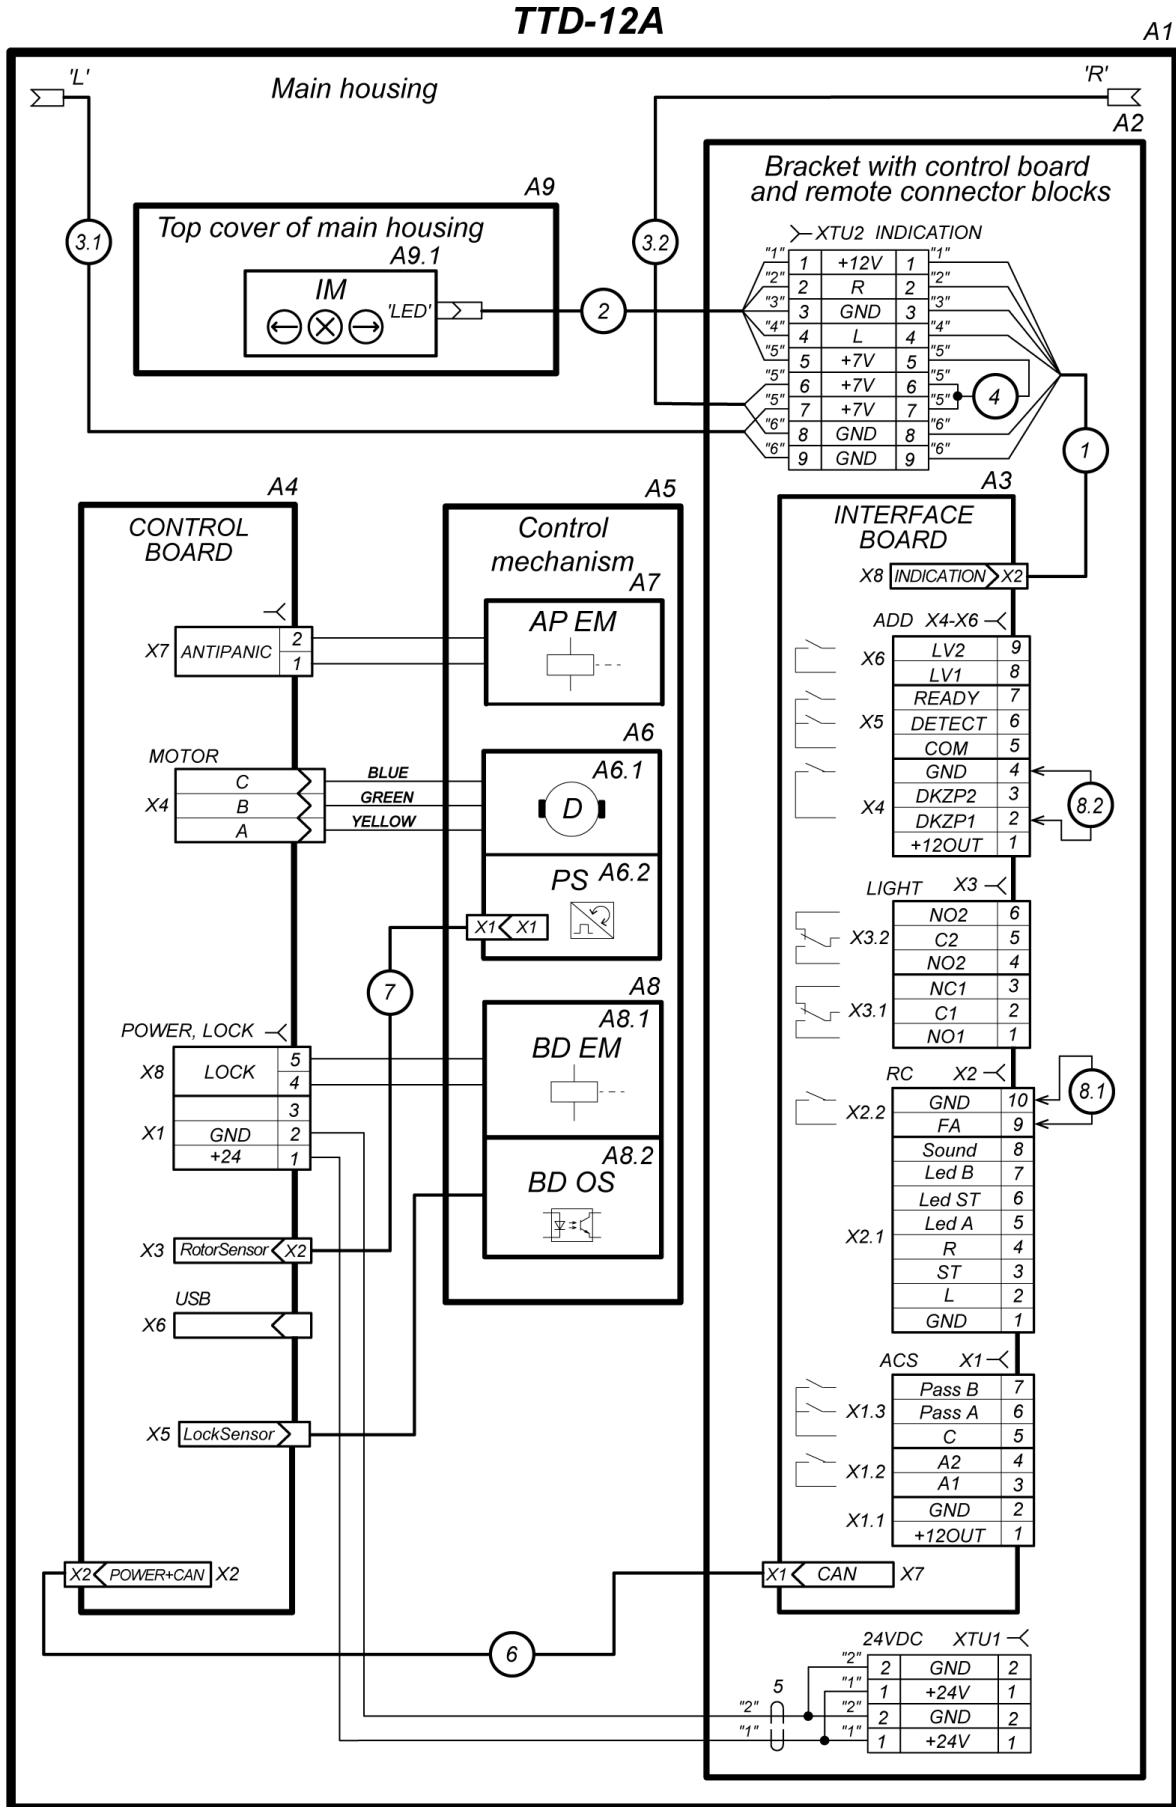 TTD-12A
A1
'L'
Main housing
'R'
A2
Bracket with control board
and remote connector blocks
A9
Top cover of main housing
A9.1
IM
'LED'
3.1
3.2
2
XTU2 INDICATION
"1" 1 +12V 1 "1"
"2" 2 R 2 "2"
"3" 3 GND 3 "3"
"4" 4 L 4 "4"
"5" 5 +7V 5 "5"
"5" 6 +7V 6 "5"
"5" 7 +7V 7 "5"
"6" 8 GND 8 "6"
"6" 9 GND 9 "6"
4
1
A4
CONTROL
BOARD
X7 ANTIPANIC 2
1
MOTOR
X4
C
B
A
BLUE
GREEN
YELLOW
POWER, LOCK
X8 LOCK 5
4
3
X1 GND 2
+24 1
X3 RotorSensor X2
USB
X6
X5 LockSensor
X2 POWER+CAN X2
7
A5
Control
mechanism
A7
AP EM
A6
A6.1
D
A6.2
PS
X1 X1
A8
A8.1
BD EM
A8.2
BD OS
A3
INTERFACE
BOARD
X8 INDICATION X2
ADD X4-X6
X6
LV2 9
LV1 8
X5
READY 7
DETECT 6
COM 5
X4
GND 4
DKZP2 3
DKZP1 2
+12OUT 1
8.2
LIGHT X3
X3.2
NO2 6
C2 5
NO2 4
X3.1
NC1 3
C1 2
NO1 1
RC X2
X2.2
GND 10
FA 9
8.1
X2.1
Sound 8
Led B 7
Led ST 6
Led A 5
R 4
ST 3
L 2
GND 1
ACS X1
X1.3
Pass B 7
Pass A 6
C 5
X1.2
A2 4
A1 3
X1.1
GND 2
+12OUT 1
X1 CAN X7
6
24VDC XTU1
"2" 2 GND 2
"1" 1 +24V 1
5
"2" "2" 2 GND 2
"1" "1" 1 +24V 1